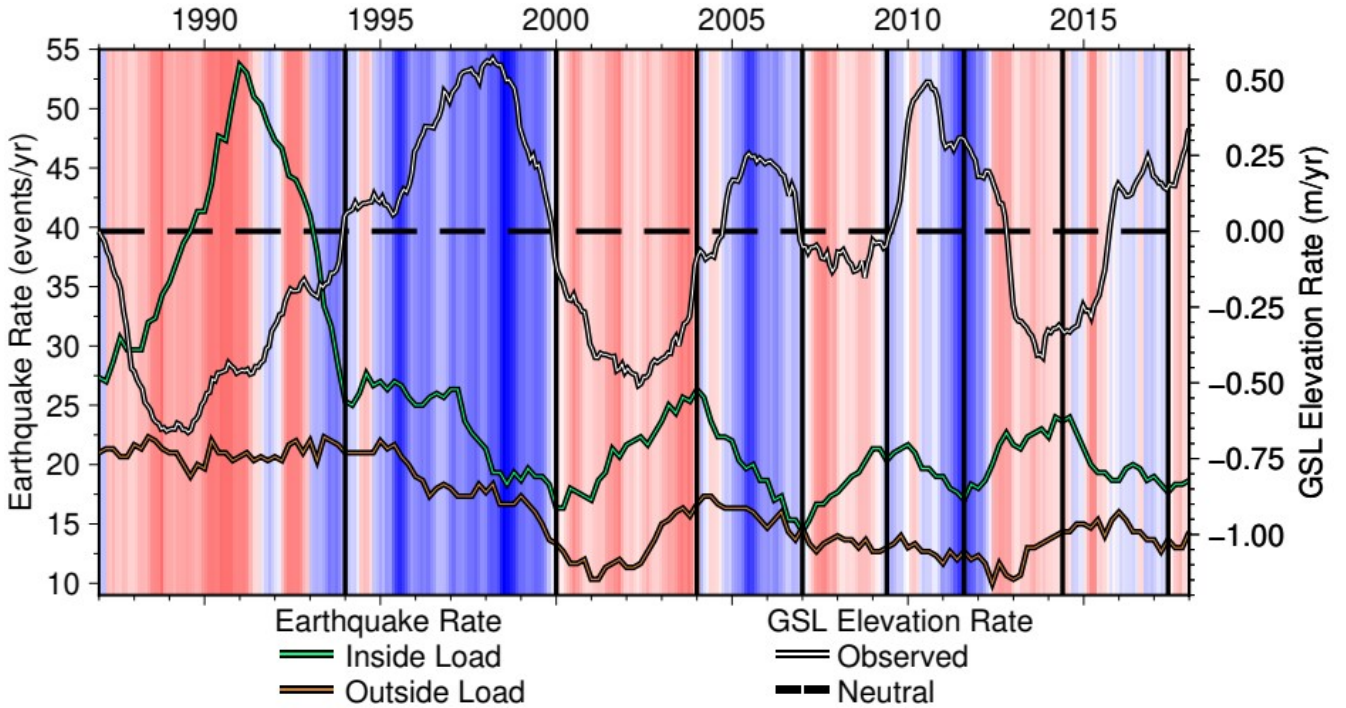 1990 1995 2000 2005 2010 2015
55
50
45
40
35
30
25
20
15
10
Earthquake Rate (events/yr)
0.50
0.25
0.00
−0.25
−0.50
−0.75
−1.00
GSL Elevation Rate (m/yr)
Earthquake Rate
Inside Load
Outside Load
GSL Elevation Rate
Observed
Neutral